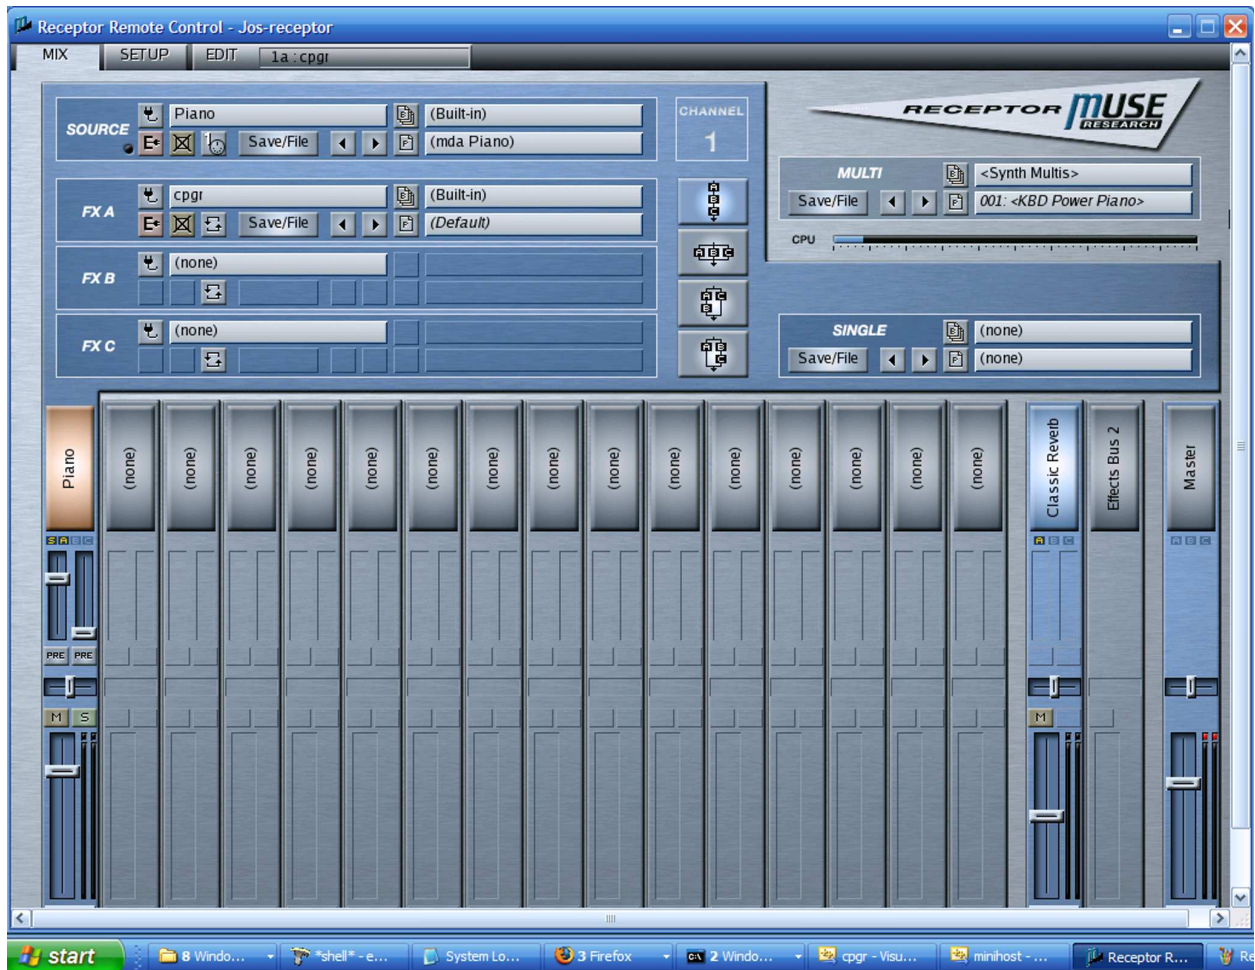 Receptor Remote Control - Jos-receptor
MIX SETUP EDIT 1a:cpgr
SOURCE Piano (Built-in)
Save/File (mda Piano)
CHANNEL
1
RECEPTOR MUSE
RESEARCH
MULTI <Synth Multis>
Save/File 001: <KBD Power Piano>
CPU
FX A cpgr (Built-in)
Save/File (Default)
FX B (none)
FX C (none)
SINGLE (none)
Save/File (none)
Piano (none) (none) (none) (none) (none) (none) (none) (none) (none) (none) (none) (none) (none) (none) (none) Classic Reverb Effects Bus 2 Master
S A B C A B C A B C
PRE PRE
M S M
start 8 Windo... *shell* - e... System Lo... 3 Firefox 2 Windo... cpgr - Visu... minihost - ... Receptor R... Re